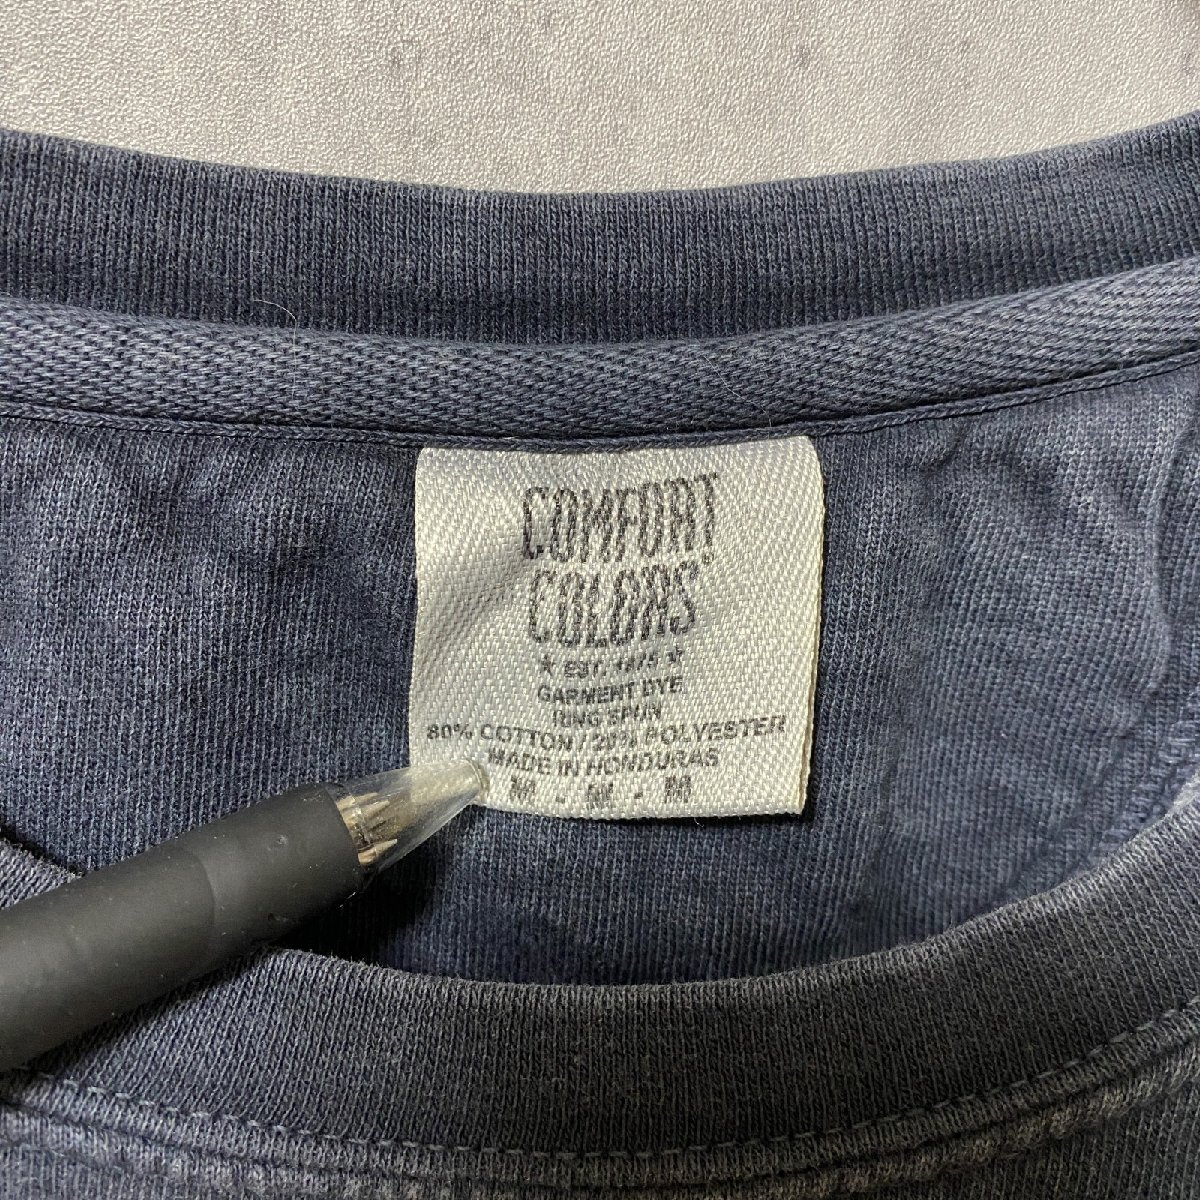 COMFORT
COLORS
★ EST. 1975 ★
GARMENT DYE
RING SPUN
80% COTTON / 20% POLYESTER
MADE IN HONDURAS
M - M - M